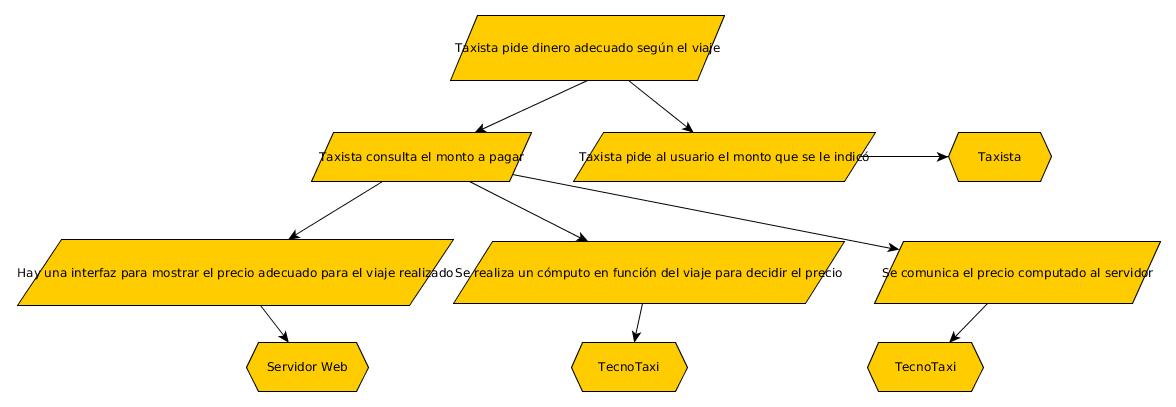 Taxista pide dinero adecuado según el viaje
Taxista consulta el monto a pagar
Taxista pide al usuario el monto que se le indicó
Taxista
Hay una interfaz para mostrar el precio adecuado para el viaje realizado
Se realiza un cómputo en función del viaje para decidir el precio
Se comunica el precio computado al servidor
Servidor Web
TecnoTaxi
TecnoTaxi